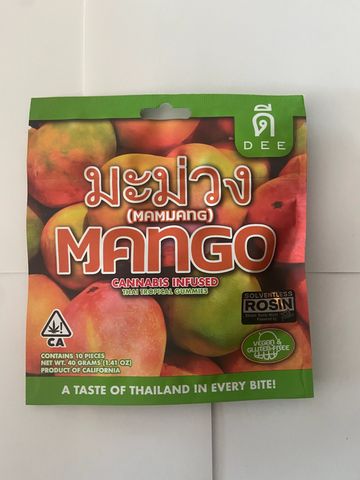 ดี
DEE
มะม่วง
(MAMUANG)
MANGO
CANNABIS INFUSED
THAI TROPICAL GUMMIES
SOLVENTLESS
ROSIN
CA
VEGAN &
GLUTEN-FREE
CONTAINS 10 PIECES
NET WT. 40 GRAMS (1.41 OZ)
PRODUCT OF CALIFORNIA
A TASTE OF THAILAND IN EVERY BITE!